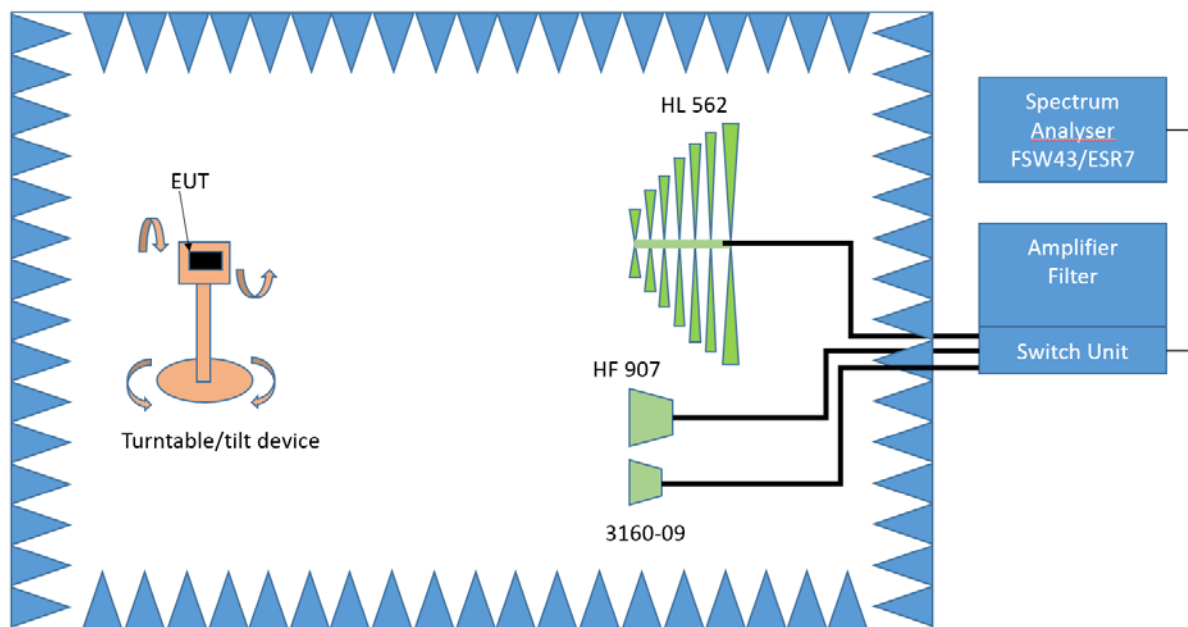 HL 562
Spectrum
Analyser
FSW43/ESR7
EUT
Amplifier
Filter
Switch Unit
HF 907
Turntable/tilt device
3160-09